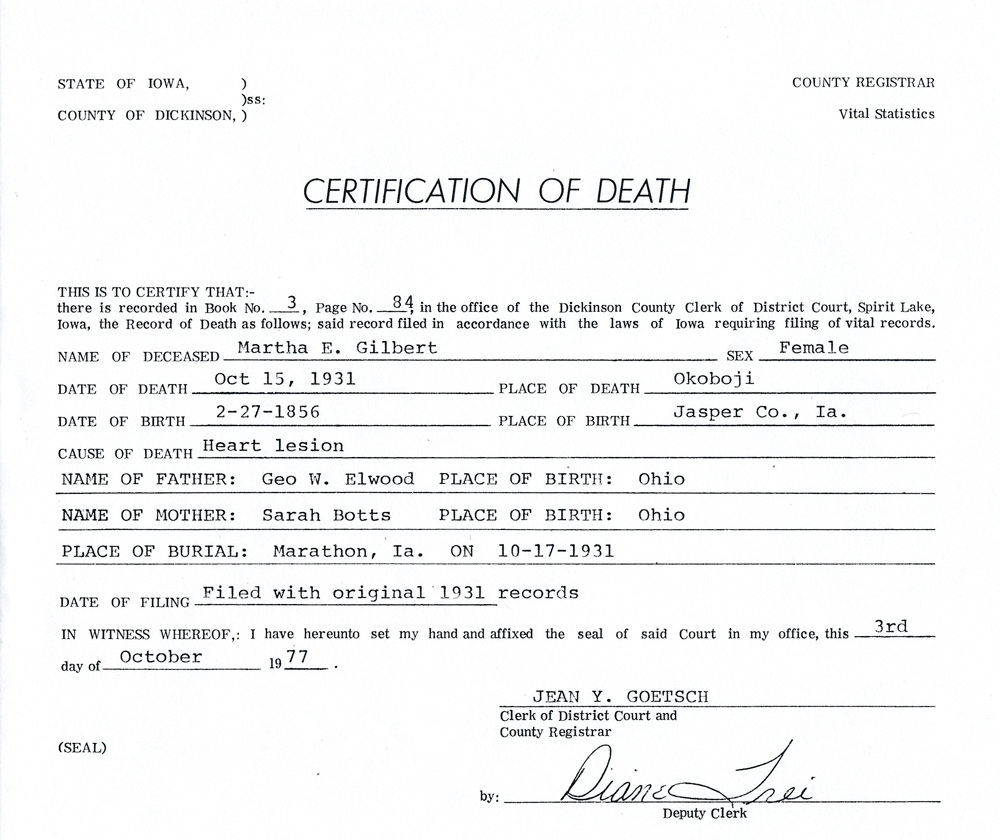 STATE OF IOWA, )
)ss:
COUNTY OF DICKINSON, )
COUNTY REGISTRAR
Vital Statistics
CERTIFICATION OF DEATH
THIS IS TO CERTIFY THAT:-
there is recorded in Book No. 3, Page No. 84, in the office of the Dickinson County Clerk of District Court, Spirit Lake,
Iowa, the Record of Death as follows; said record filed in accordance with the laws of Iowa requiring filing of vital records.
NAME OF DECEASED Martha E. Gilbert SEX Female
DATE OF DEATH Oct 15, 1931 PLACE OF DEATH Okoboji
DATE OF BIRTH 2-27-1856 PLACE OF BIRTH Jasper Co., Ia.
CAUSE OF DEATH Heart lesion
NAME OF FATHER: Geo W. Elwood PLACE OF BIRTH: Ohio
NAME OF MOTHER: Sarah Botts PLACE OF BIRTH: Ohio
PLACE OF BURIAL: Marathon, Ia. ON 10-17-1931
DATE OF FILING Filed with original 1931 records
IN WITNESS WHEREOF,: I have hereunto set my hand and affixed the seal of said Court in my office, this 3rd
day of October 1977.
JEAN Y. GOETSCH
Clerk of District Court and
County Registrar
(SEAL)
by: Diane Frei
Deputy Clerk